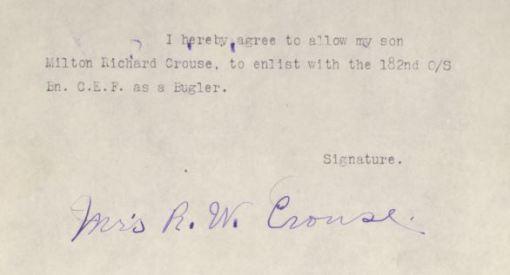 I hereby agree to allow my son
Milton Richard Crouse, to enlist with the 182nd O/S
Bn. C.E.F. as a Bugler.
Signature.
Mrs R. W. Crouse.